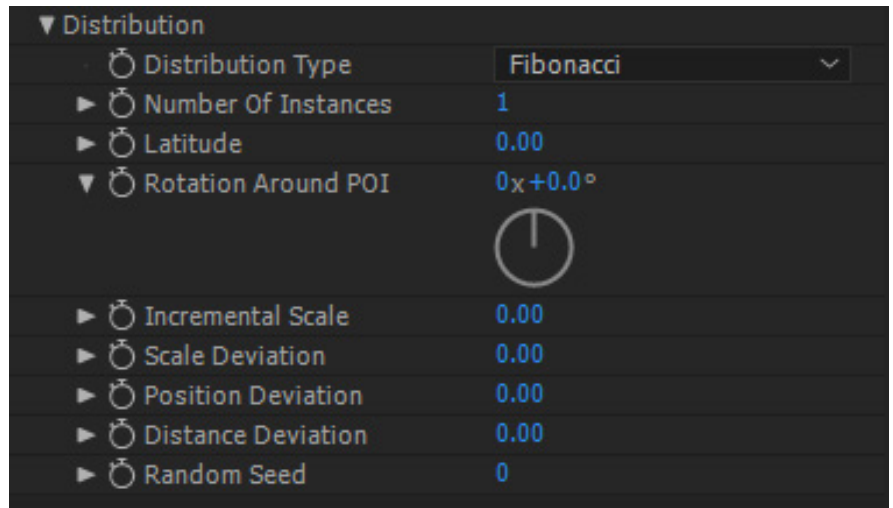 Distribution
Distribution Type Fibonacci
Number Of Instances 1
Latitude 0.00
Rotation Around POI 0x+0.0°
Incremental Scale 0.00
Scale Deviation 0.00
Position Deviation 0.00
Distance Deviation 0.00
Random Seed 0